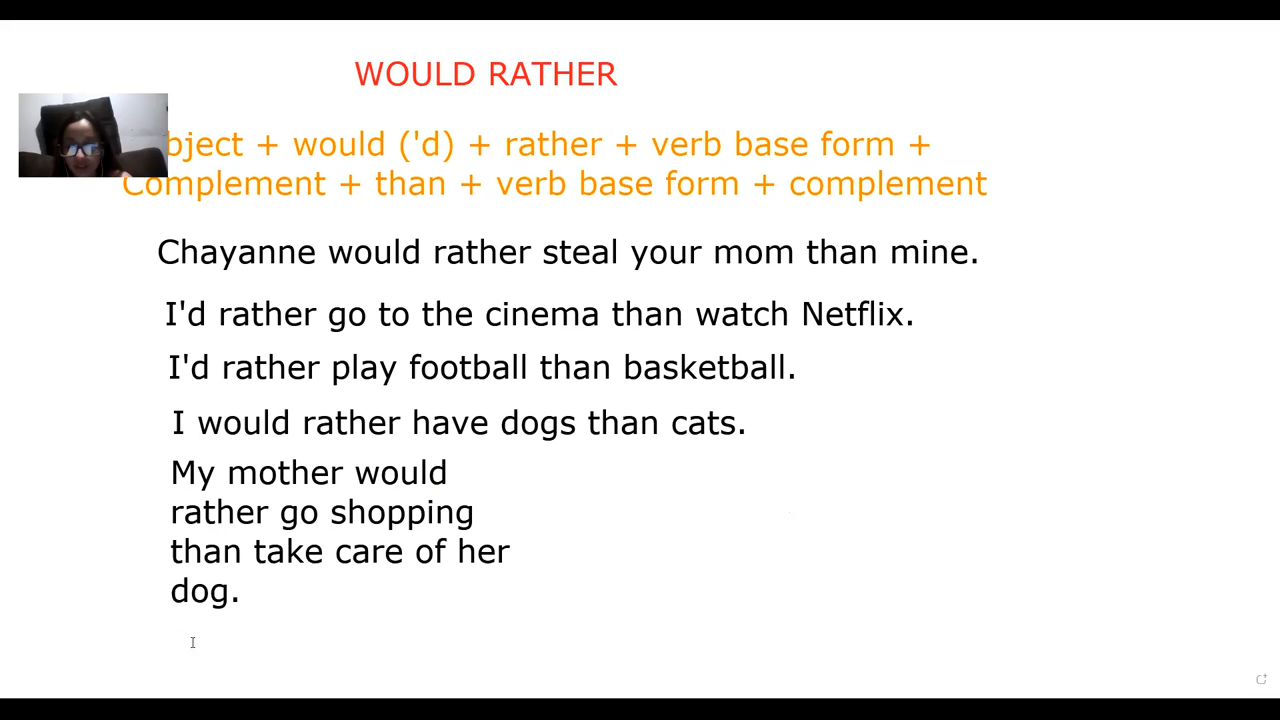 WOULD RATHER
bject + would ('d) + rather + verb base form +
Complement + than + verb base form + complement
Chayanne would rather steal your mom than mine.
I'd rather go to the cinema than watch Netflix.
I'd rather play football than basketball.
I would rather have dogs than cats.
My mother would
rather go shopping
than take care of her
dog.